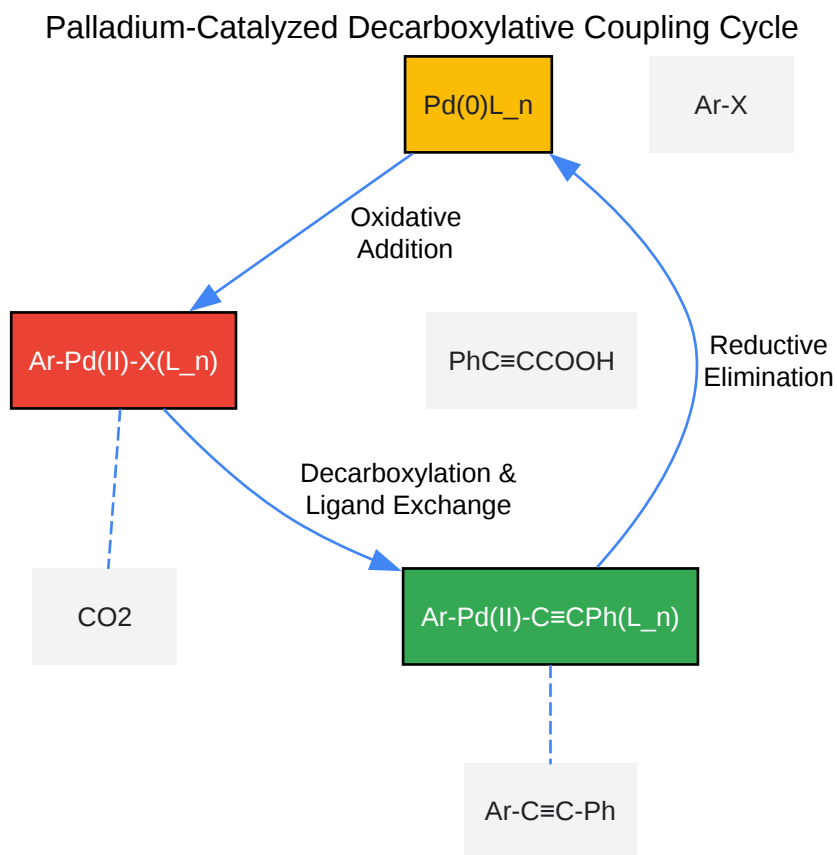 Palladium-Catalyzed Decarboxylative Coupling Cycle
Pd(0)L_n
Ar-X
Oxidative
Addition
Ar-Pd(II)-X(L_n)
PhC≡CCOOH
Reductive
Elimination
Decarboxylation &
Ligand Exchange
CO2
Ar-Pd(II)-C≡CPh(L_n)
Ar-C≡C-Ph